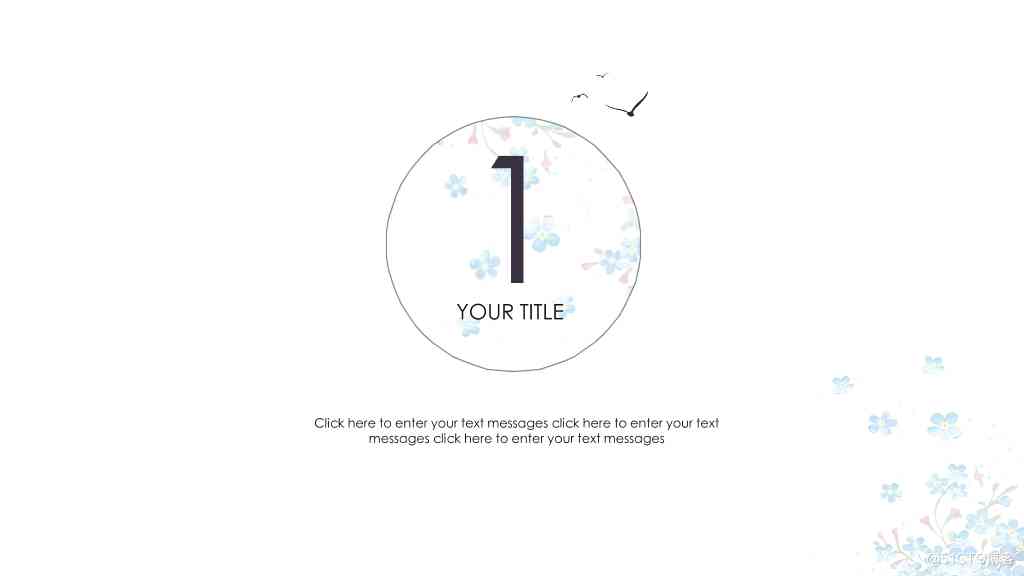 1
YOUR TITLE
Click here to enter your text messages click here to enter your text
messages click here to enter your text messages
@51CTO博客